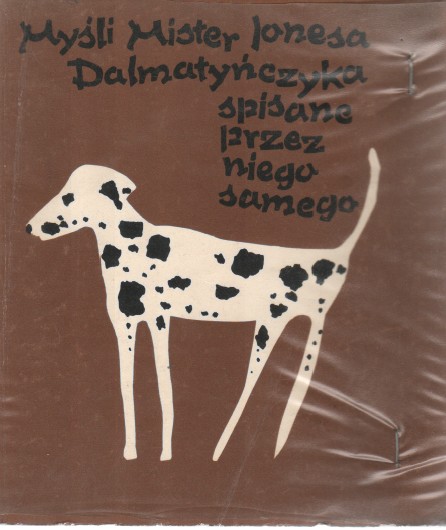 Myśli Mister Jonesa
Dalmatyńczyka
spisane
przez
niego
samego